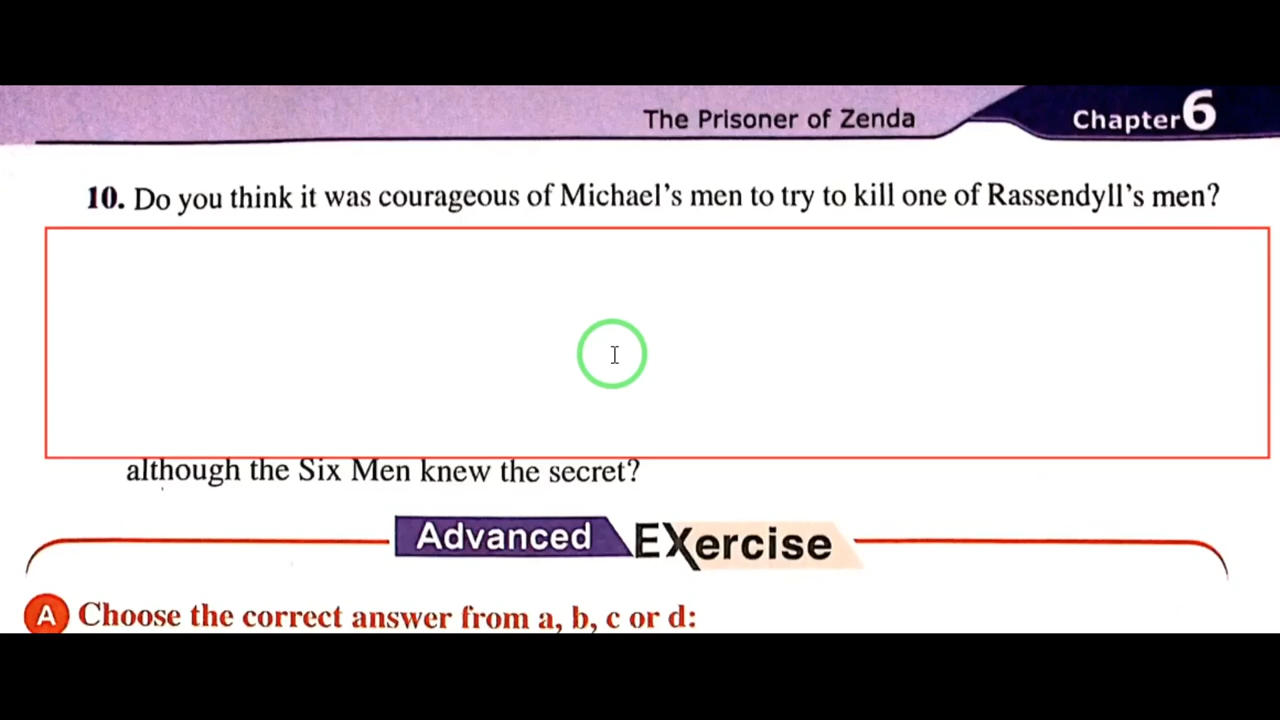 The Prisoner of Zenda
Chapter 6
10. Do you think it was courageous of Michael's men to try to kill one of Rassendyll's men?
although the Six Men knew the secret?
Advanced EXercise
A Choose the correct answer from a, b, c or d: